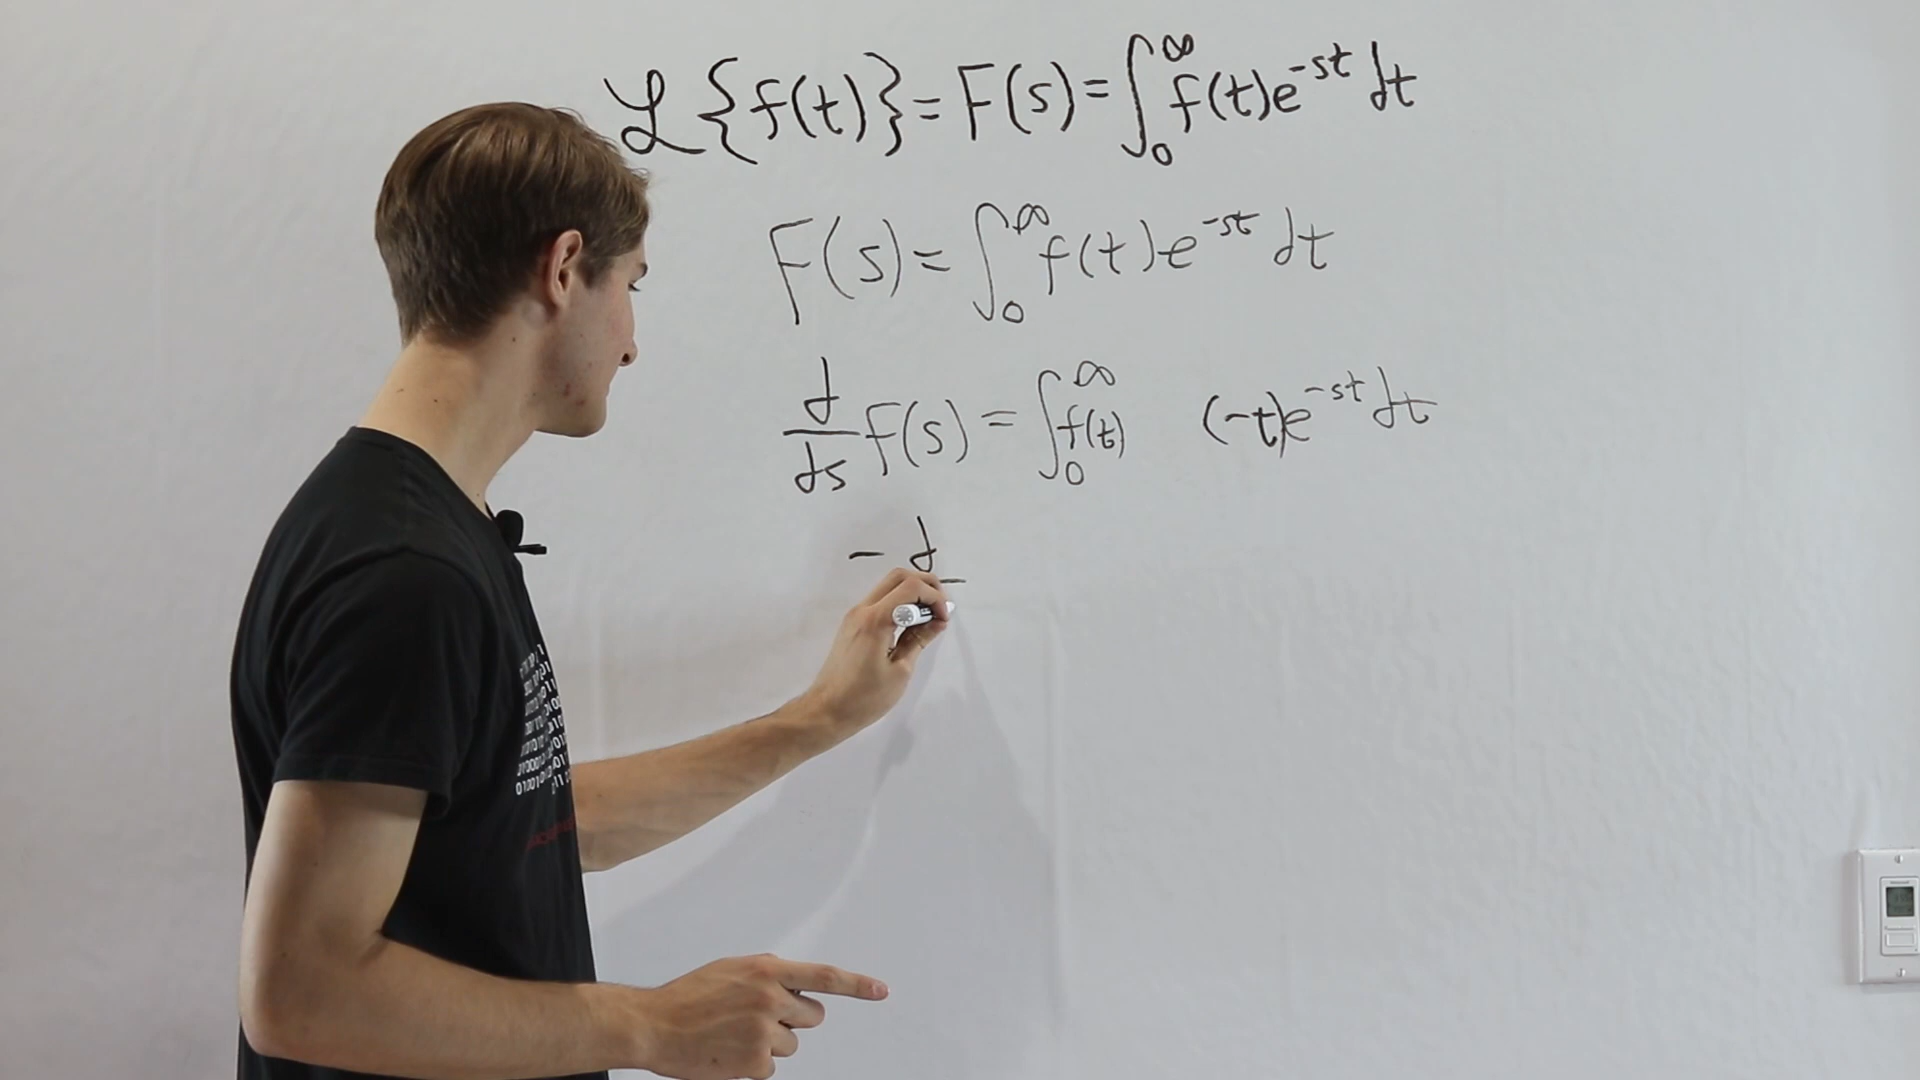 ℒ{f(t)} = F(s) = ∫₀^∞ f(t)e^{-st} dt
F(s) = ∫₀^∞ f(t)e^{-st} dt
d/ds F(s) = ∫₀^∞ f(t) (-t)e^{-st} dt
- d